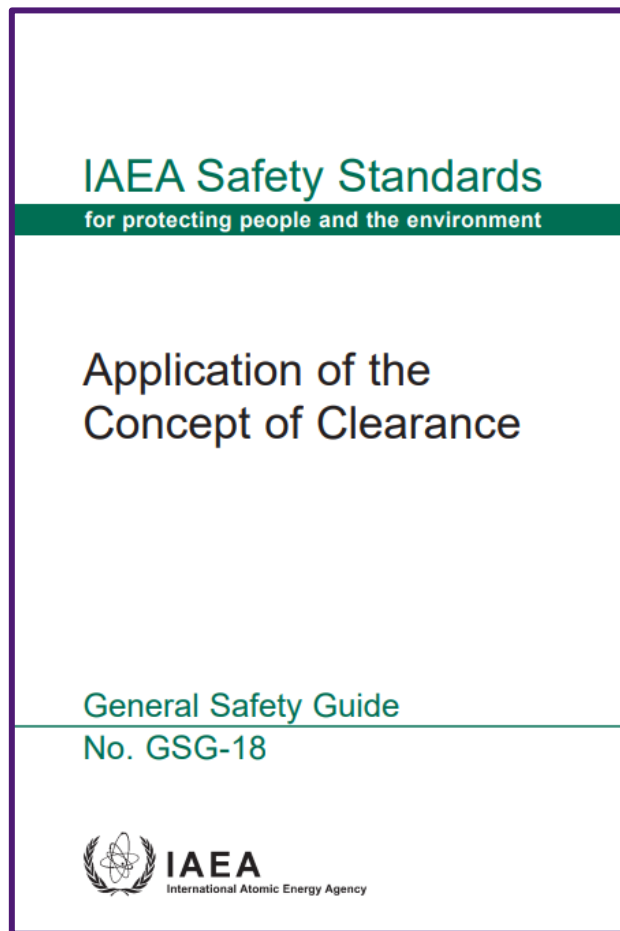 IAEA Safety Standards
for protecting people and the environment
Application of the
Concept of Clearance
General Safety Guide
No. GSG-18
IAEA
International Atomic Energy Agency